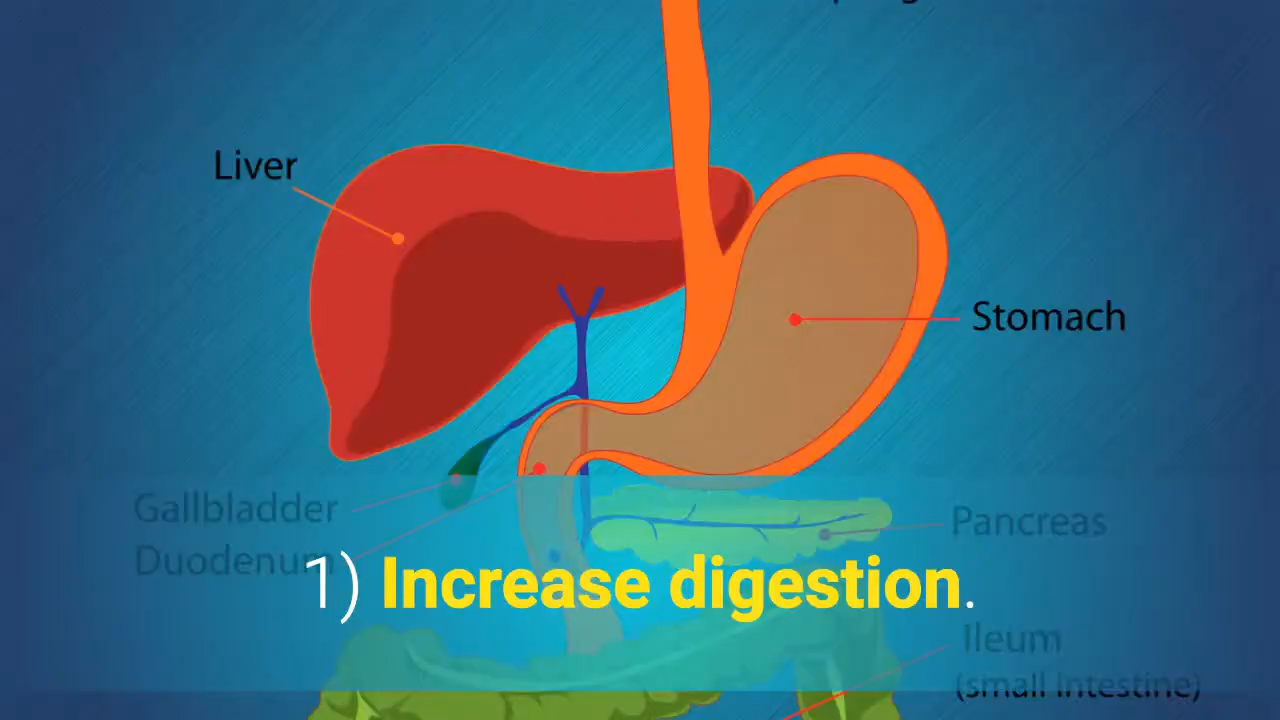 Liver
Stomach
Gallbladder
Duodenum
Pancreas
1) Increase digestion.
Ileum
(small intestine)